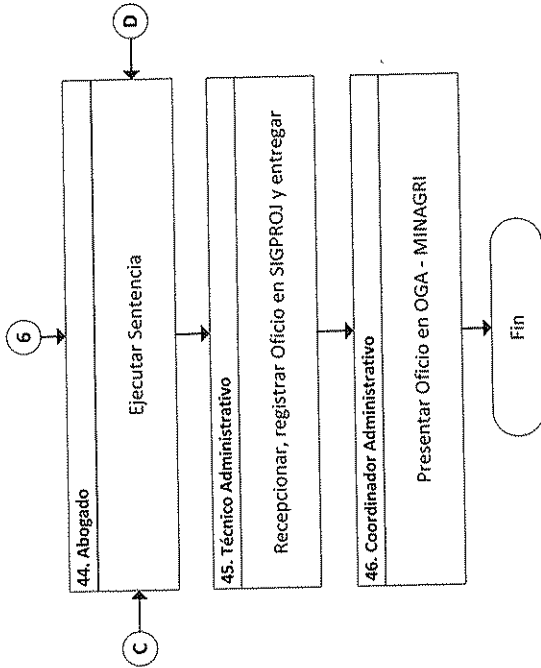 6
D
44. Abogado
Ejecutar Sentencia
C
45. Técnico Administrativo
Recepcionar, registrar Oficio en SIGPROJ y entregar
46. Coordinador Administrativo
Presentar Oficio en OGA - MINAGRI
Fin